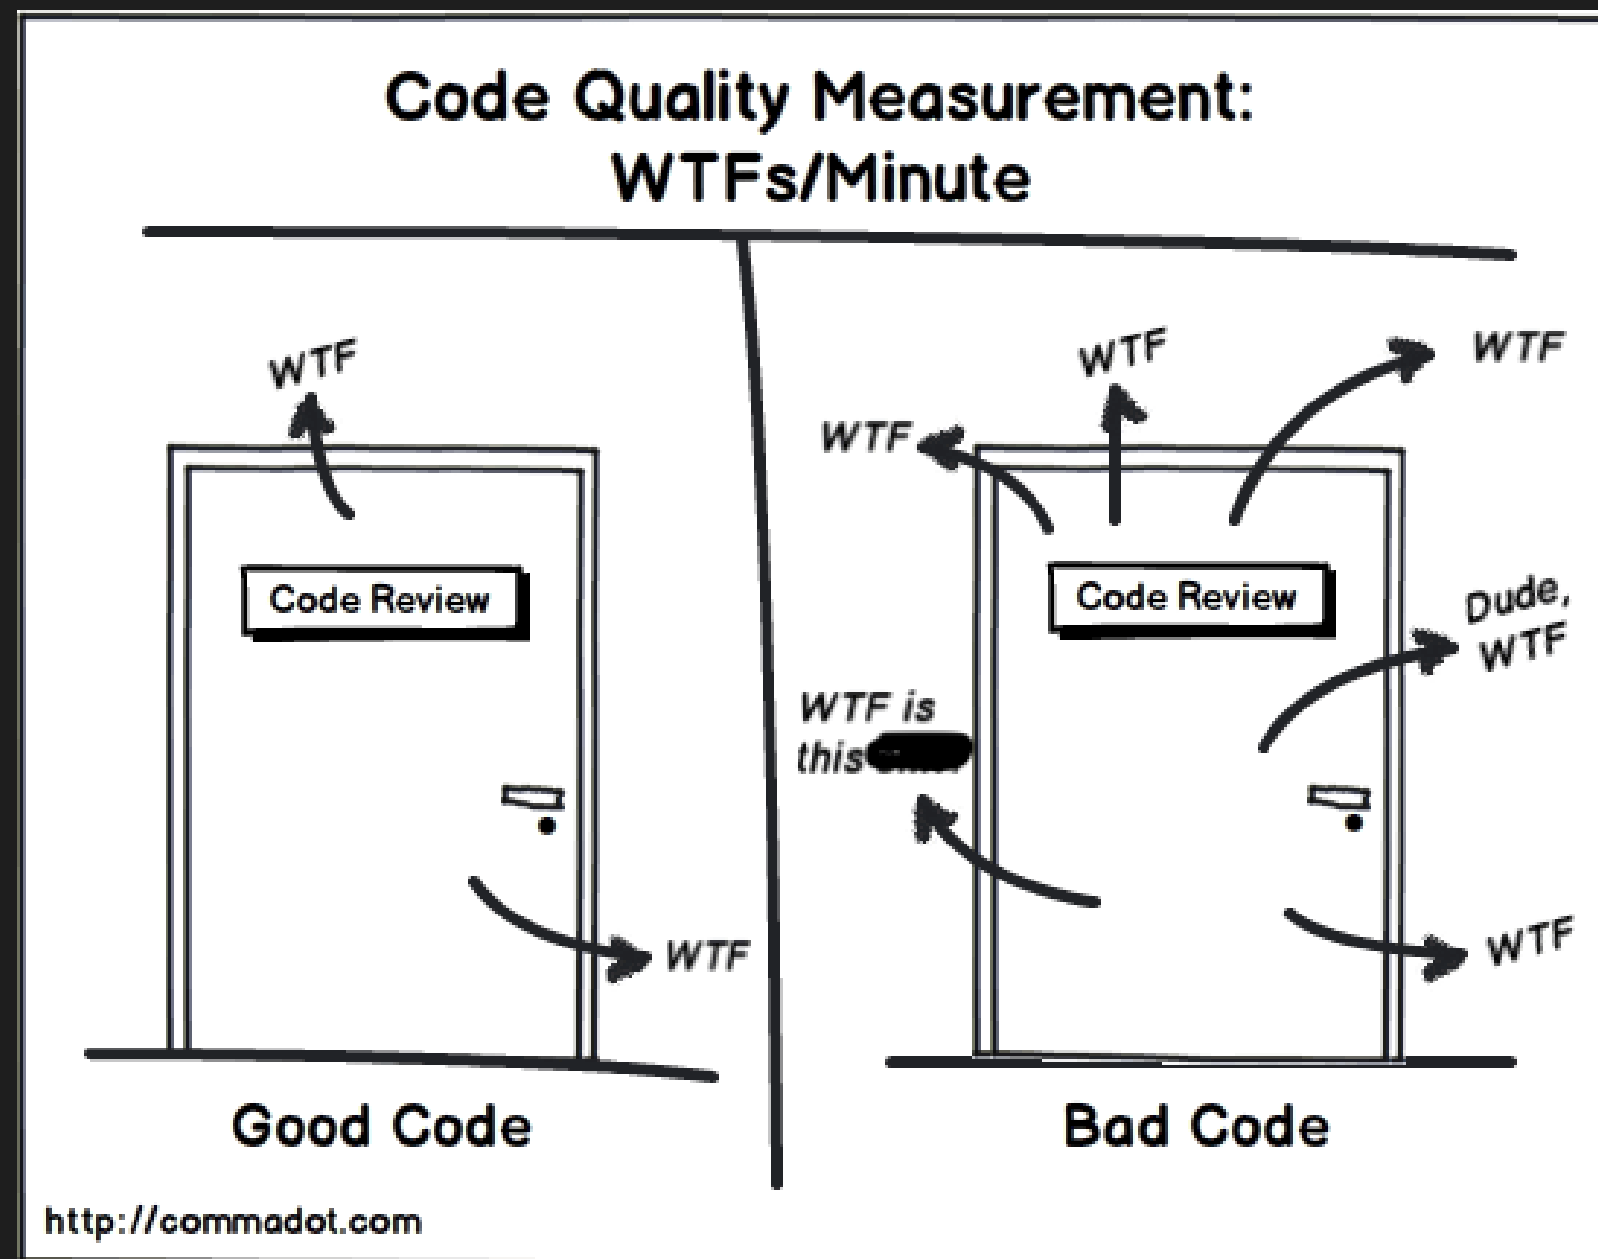 Code Quality Measurement:
WTFs/Minute
WTF
Code Review
WTF
Good Code
WTF
WTF
WTF
Code Review
Dude,
WTF
WTF is
this
WTF
Bad Code
http://commadot.com